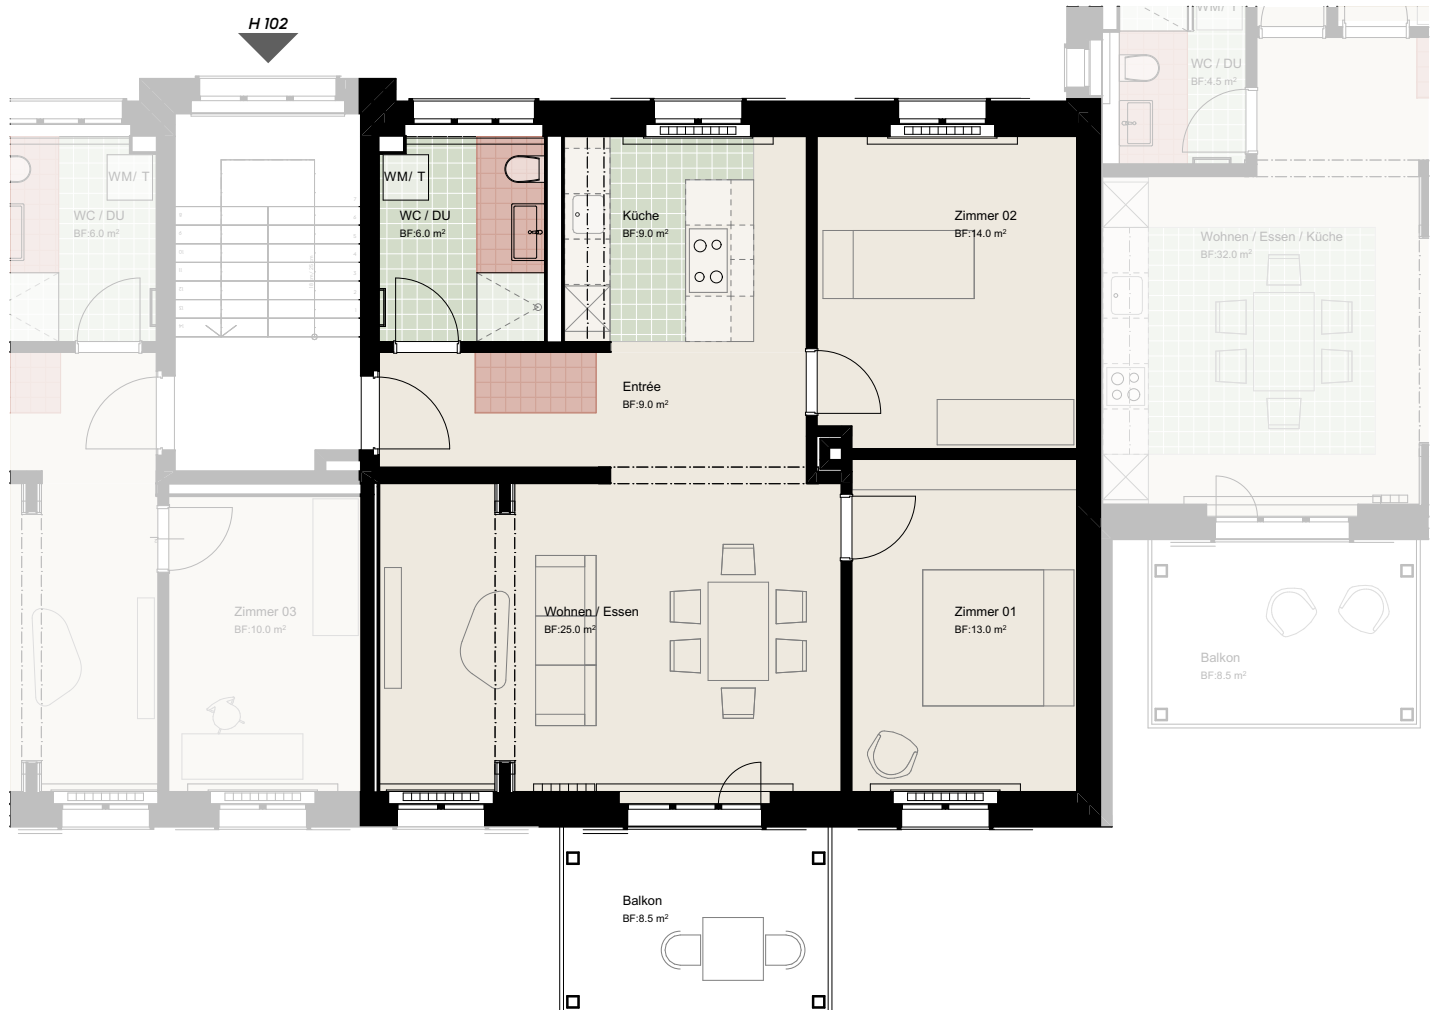 H 102
WM/ T
WC / DU
BF:4.5 m²
WM/ T
WC / DU
BF:6.0 m²
WM/ T
WC / DU
BF:6.0 m²
Küche
BF:9.0 m²
Zimmer 02
BF:14.0 m²
Wohnen / Essen / Küche
BF:32.0 m²
Entrée
BF:9.0 m²
Zimmer 03
BF:10.0 m²
Wohnen / Essen
BF:25.0 m²
Zimmer 01
BF:13.0 m²
Balkon
BF:8.5 m²
Balkon
BF:8.5 m²